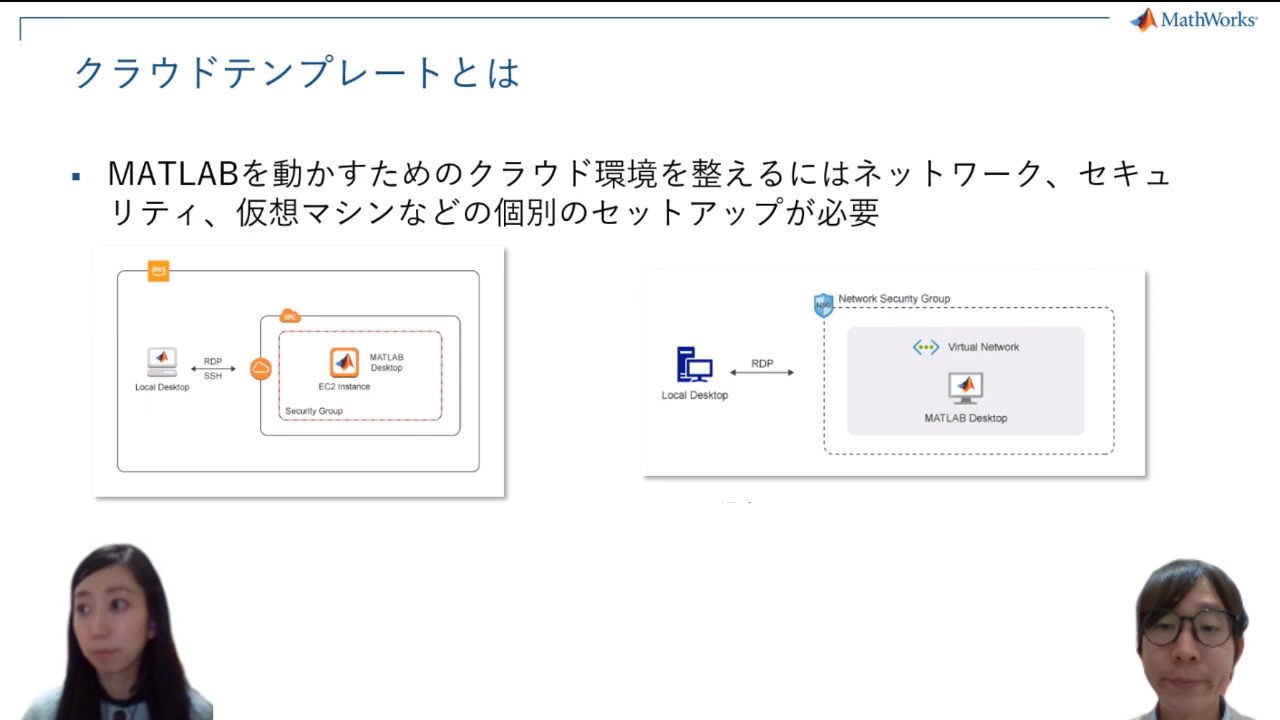 MathWorks
クラウドテンプレートとは
MATLABを動かすためのクラウド環境を整えるにはネットワーク、セキュ
リティ、仮想マシンなどの個別のセットアップが必要
aws
VPC
RDP
SSH
Local Desktop
MATLAB
Desktop
EC2 Instance
Security Group
NSG
Network Security Group
Virtual Network
RDP
Local Desktop
MATLAB Desktop